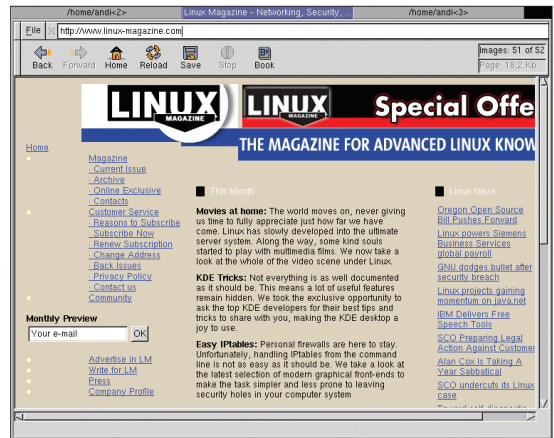 /home/andi<2>
Linux Magazine - Networking, Security, ...
/home/andi<3>
File
http://www.linux-magazine.com
Back
Forward
Home
Reload
Save
Stop
Book
Images: 51 of 52
Page: 18,2 Kb
LINUX
MAGAZINE
LINUX
MAGAZINE
Special Offe
THE MAGAZINE FOR ADVANCED LINUX KNOW
Home
Magazine
· Current Issue
· Archive
· Online Exclusive
· Contacts
Customer Service
· Reasons to Subscribe
· Subscribe Now
· Renew Subscription
· Change Address
· Back Issues
· Privacy Policy
· Contact us
Community
Monthly Preview
Your e-mail
OK
Advertise in LM
Write for LM
Press
Company Profile
This Month
Movies at home: The world moves on, never giving
us time to fully appreciate just how far we have
come. Linux has slowly developed into the ultimate
server system. Along the way, some kind souls
started to play with multimedia films. We now take a
look at the whole of the video scene under Linux.
KDE Tricks: Not everything is as well documented
as it should be. This means a lot of useful features
remain hidden. We took the exclusive opportunity to
ask the top KDE developers for their best tips and
tricks to share with you, making the KDE desktop a
joy to use.
Easy IPtables: Personal firewalls are here to stay.
Unfortunately, handling IPtables from the command
line is not as easy as it should be. We take a look at
the latest selection of modern graphical front-ends to
make the task simpler and less prone to leaving
security holes in your computer system
Linux News
Oregon Open Source
Bill Pushes Forward
Linux powers Siemens
Business Services
global payroll
GNU dodges bullet after
security breach
Linux projects gaining
momentum on java.net
IBM Delivers Free
Speech Tools
SCO Preparing Legal
Action Against Customer
Alan Cox Is Taking A
Year Sabbatical
SCO undercuts its Linux
case